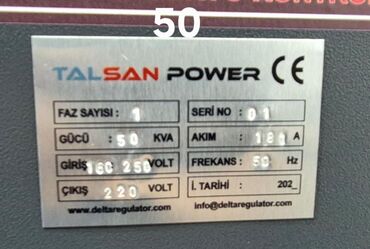 50
TALSAN POWER CE
FAZ SAYISI : 1
SERİ NO : 01
GÜCÜ : 50 KVA
AKIM : 181 A
GİRİŞ 160 250 VOLT
FREKANS : 50 Hz
ÇIKIŞ 220 VOLT
İ. TARİHİ : 202_
www.deltaregulator.com
info@deltaregulator.com